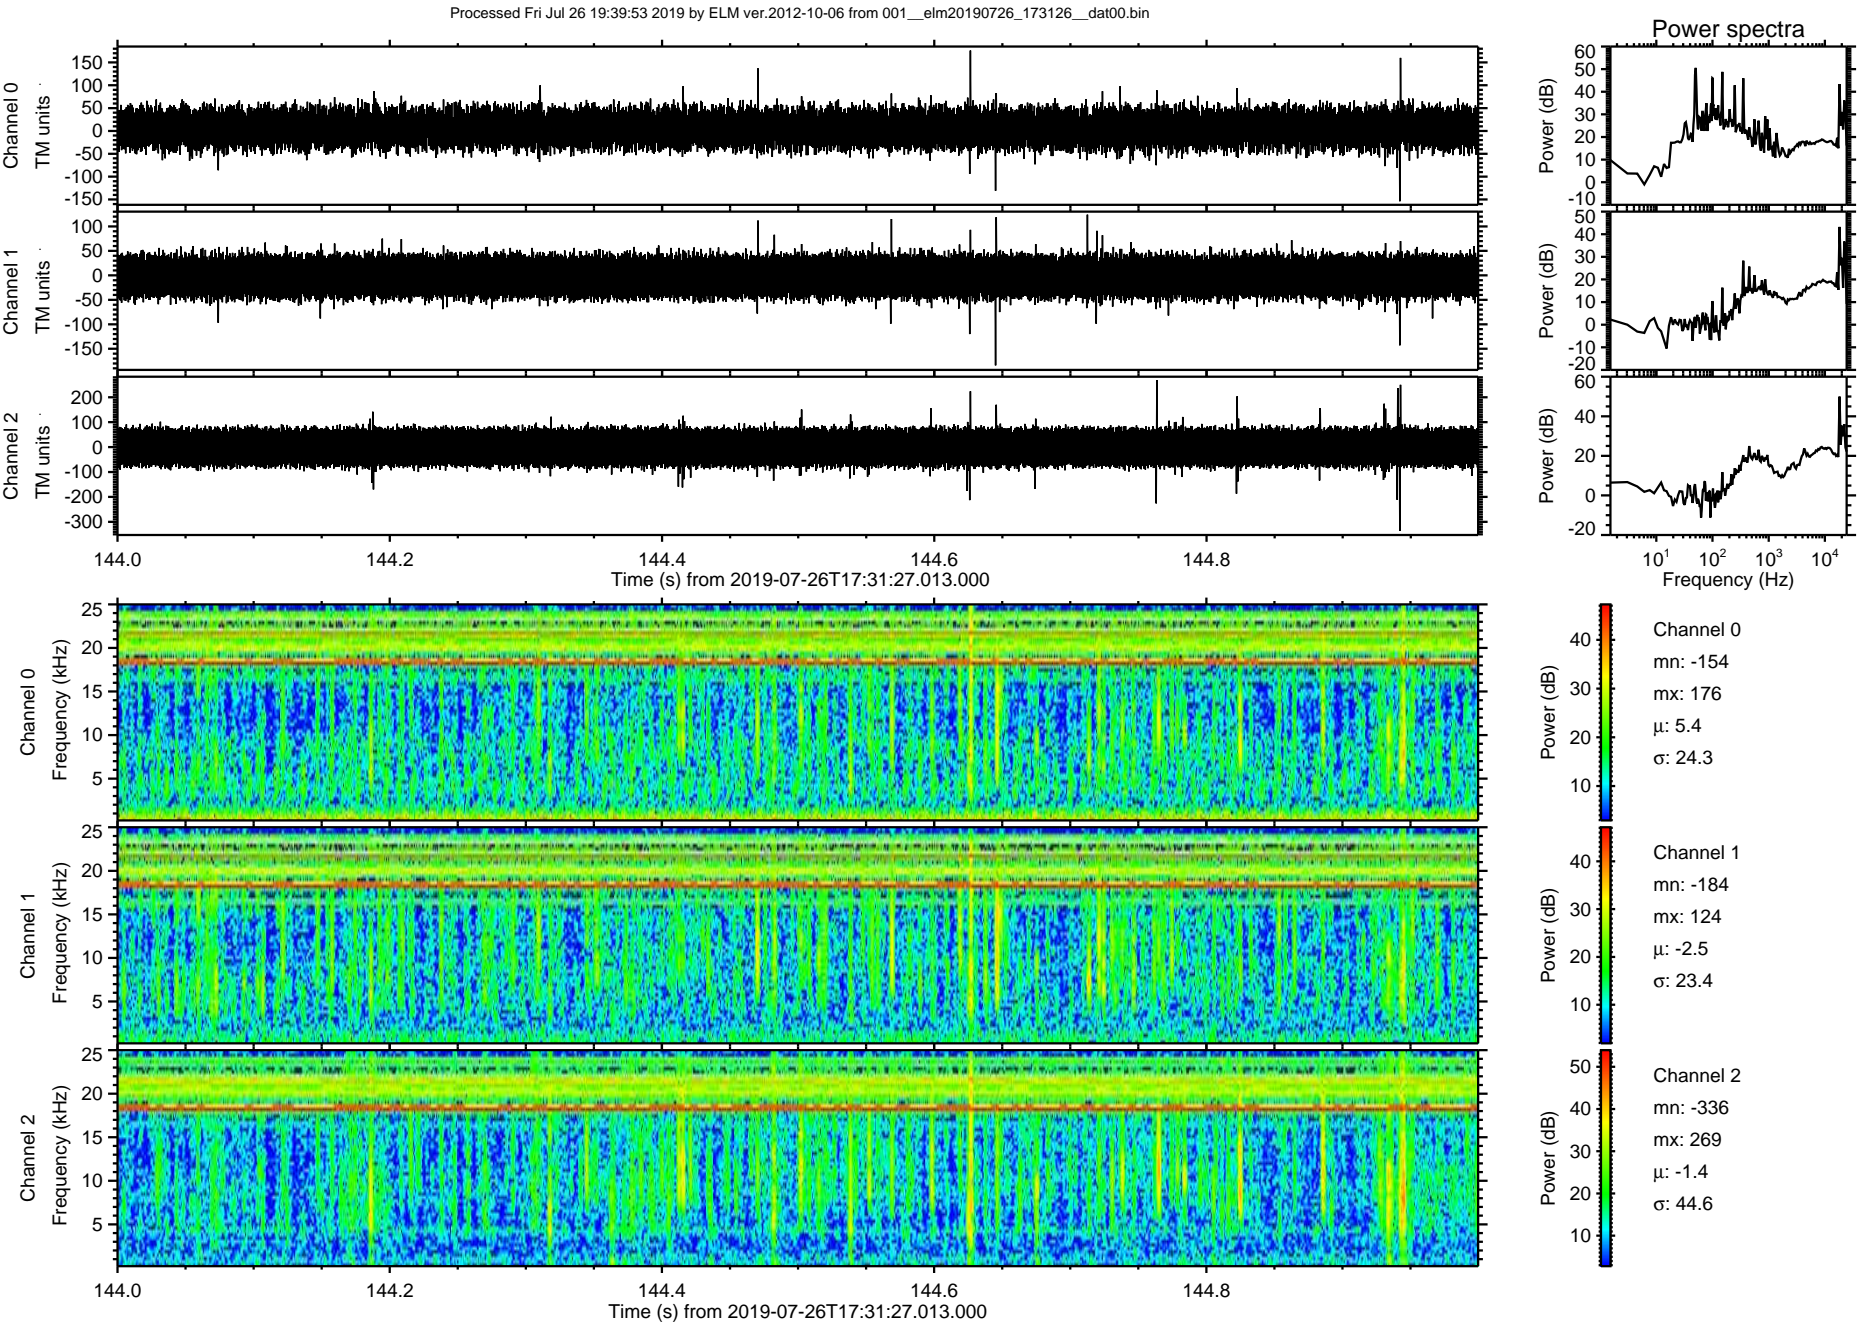 Processed Fri Jul 26 19:39:53 2019 by ELM ver.2012-10-06 from 001__elm20190726_173126__dat00.bin
Power spectra
Channel 0
TM units
150
100
50
0
-50
-100
-150
Power (dB)
60
50
40
30
20
10
0
-10
Channel 1
TM units
100
50
0
-50
-100
-150
Power (dB)
50
40
30
20
10
0
-10
-20
Channel 2
TM units
200
100
0
-100
-200
-300
Power (dB)
60
40
20
0
-20
144.0 144.2 144.4 144.6 144.8
Time (s) from 2019-07-26T17:31:27.013.000
10^1 10^2 10^3 10^4
Frequency (Hz)
Channel 0
Frequency (kHz)
25
20
15
10
5
Power (dB)
40
30
20
10
Channel 0
mn: -154
mx: 176
μ: 5.4
σ: 24.3
Channel 1
Frequency (kHz)
25
20
15
10
5
Power (dB)
40
30
20
10
Channel 1
mn: -184
mx: 124
μ: -2.5
σ: 23.4
Channel 2
Frequency (kHz)
25
20
15
10
5
Power (dB)
50
40
30
20
10
Channel 2
mn: -336
mx: 269
μ: -1.4
σ: 44.6
144.0 144.2 144.4 144.6 144.8
Time (s) from 2019-07-26T17:31:27.013.000